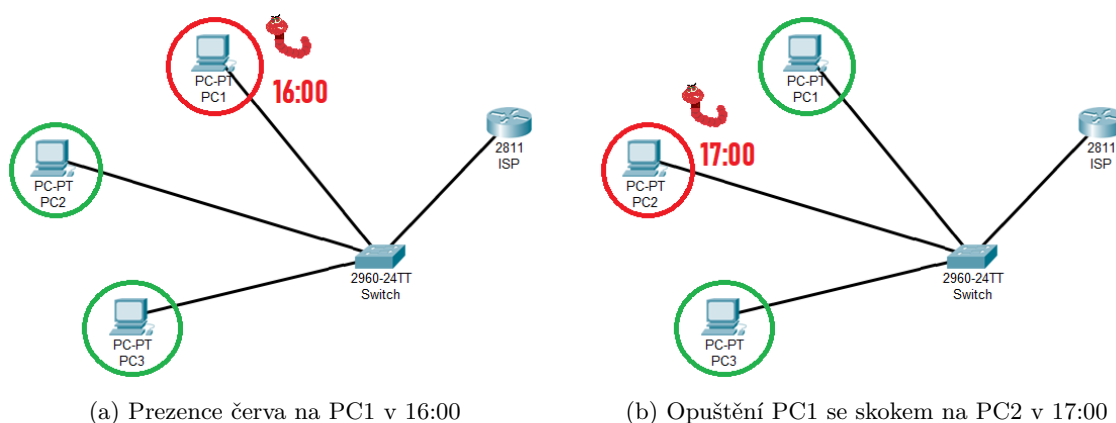 PC-PT
PC1
16:00
2811
ISP
PC-PT
PC2
2960-24TT
Switch
PC-PT
PC3
(a) Prezence červa na PC1 v 16:00
PC-PT
PC1
2811
ISP
17:00
PC-PT
PC2
2960-24TT
Switch
PC-PT
PC3
(b) Opuštění PC1 se skokem na PC2 v 17:00